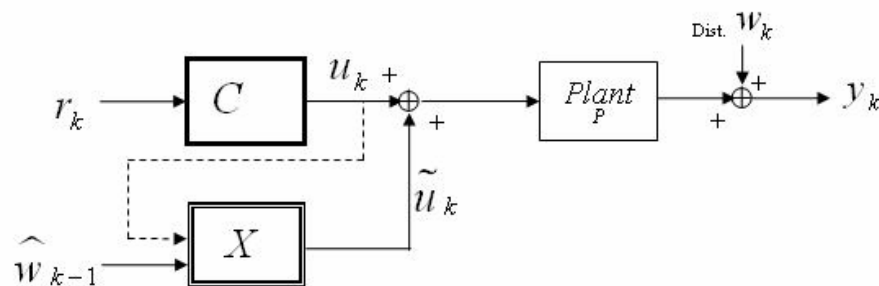 Dist. w_k
r_k
C
u_k
+
+
Plant
P
+
+
y_k
ũ_k
ŵ_{k-1}
X